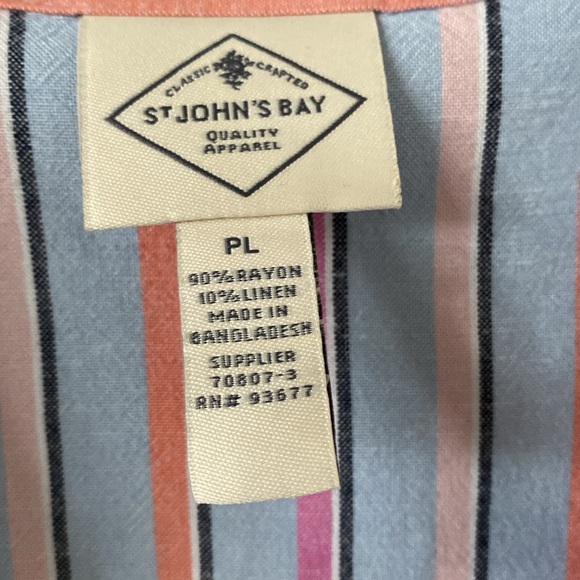 CLASSIC CRAFTED
ST JOHN'S BAY
QUALITY
APPAREL
PL
90% RAYON
10% LINEN
MADE IN
BANGLADESH
SUPPLIER
70807-3
RN# 93677